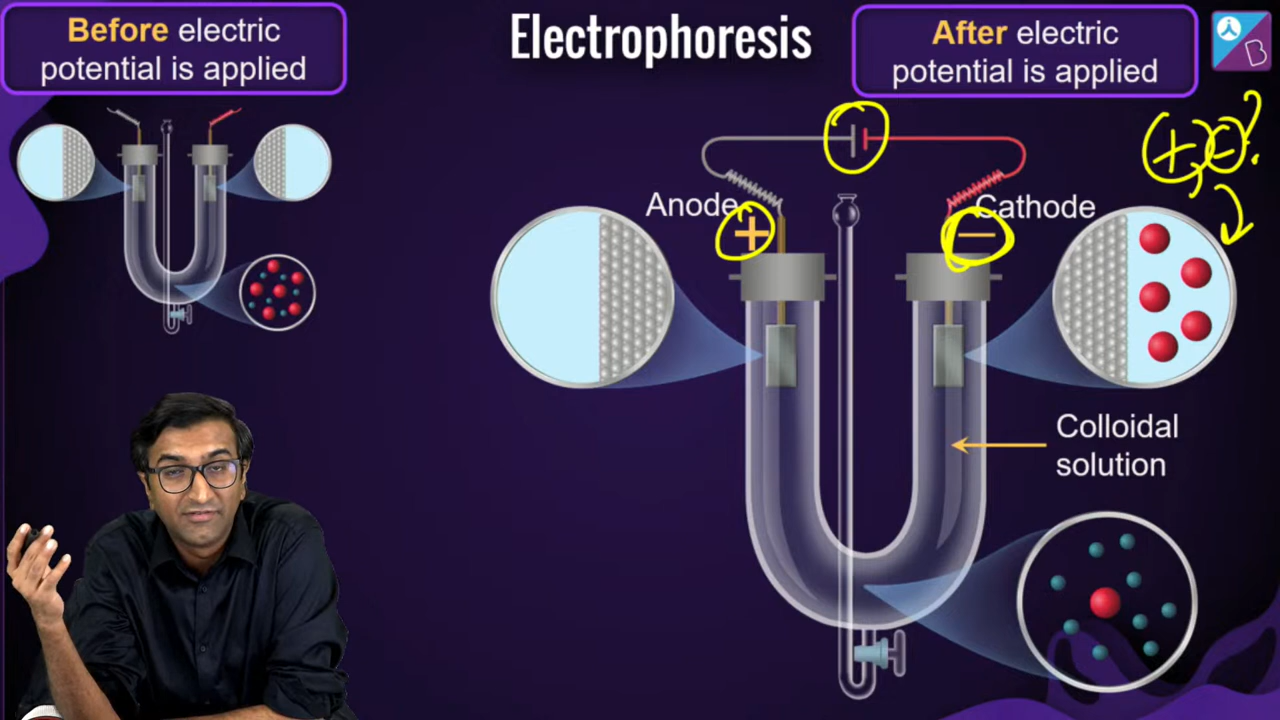 Before electric
potential is applied
Electrophoresis
After electric
potential is applied
B
+, - ?
Anode
+
Cathode
-
Colloidal
solution